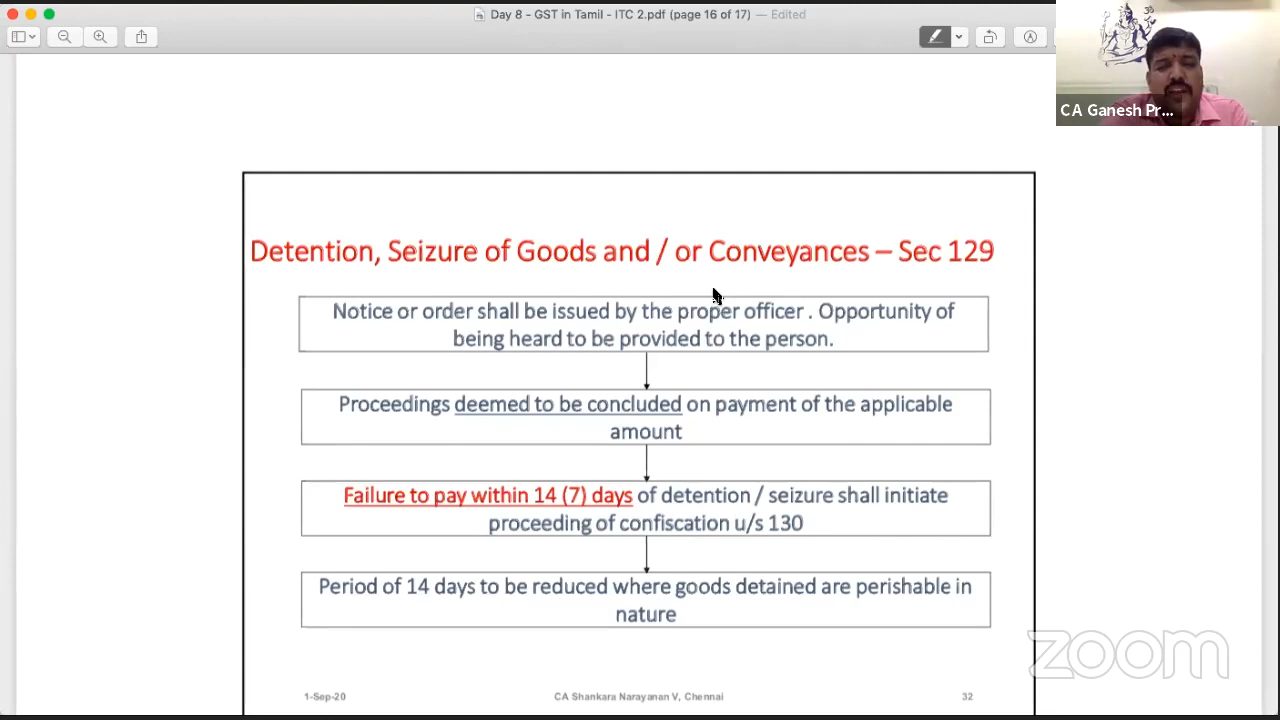 Day 8 - GST in Tamil - ITC 2.pdf (page 16 of 17) — Edited
CA Ganesh Pr...
Detention, Seizure of Goods and / or Conveyances – Sec 129
Notice or order shall be issued by the proper officer . Opportunity of
being heard to be provided to the person.
Proceedings deemed to be concluded on payment of the applicable
amount
Failure to pay within 14 (7) days of detention / seizure shall initiate
proceeding of confiscation u/s 130
Period of 14 days to be reduced where goods detained are perishable in
nature
zoom
1-Sep-20 CA Shankara Narayanan V, Chennai 32